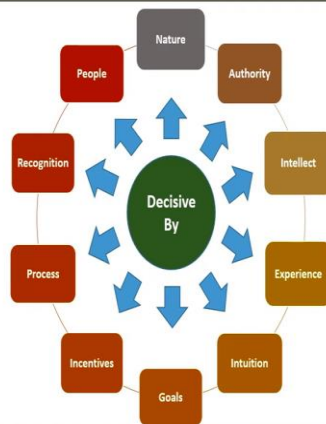 Nature
Authority
Intellect
Experience
Intuition
Goals
Incentives
Process
Recognition
People
Decisive
By